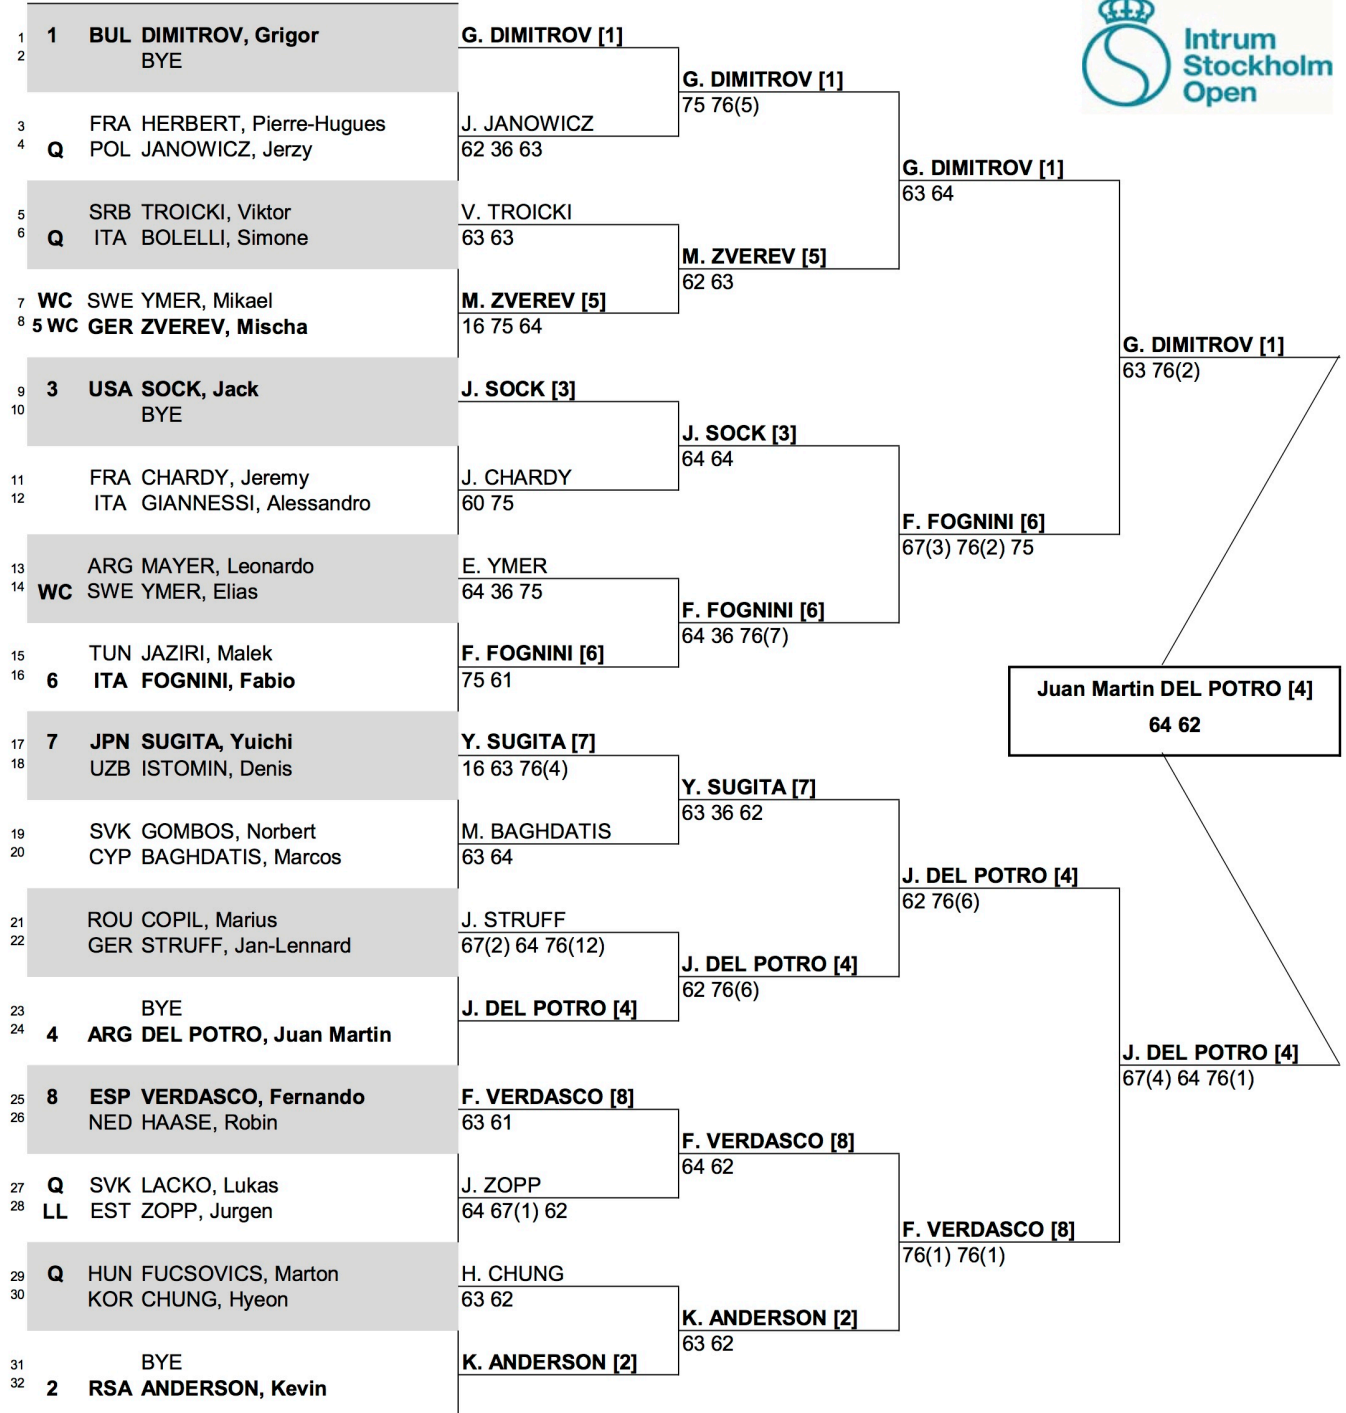 Intrum
Stockholm
Open
1 1 BUL DIMITROV, Grigor
2 BYE
3 FRA HERBERT, Pierre-Hugues
4 Q POL JANOWICZ, Jerzy
5 SRB TROICKI, Viktor
6 Q ITA BOLELLI, Simone
7 WC SWE YMER, Mikael
8 5 WC GER ZVEREV, Mischa
9 3 USA SOCK, Jack
10 BYE
11 FRA CHARDY, Jeremy
12 ITA GIANNESSI, Alessandro
13 ARG MAYER, Leonardo
14 WC SWE YMER, Elias
15 TUN JAZIRI, Malek
16 6 ITA FOGNINI, Fabio
17 7 JPN SUGITA, Yuichi
18 UZB ISTOMIN, Denis
19 SVK GOMBOS, Norbert
20 CYP BAGHDATIS, Marcos
21 ROU COPIL, Marius
22 GER STRUFF, Jan-Lennard
23 BYE
24 4 ARG DEL POTRO, Juan Martin
25 8 ESP VERDASCO, Fernando
26 NED HAASE, Robin
27 Q SVK LACKO, Lukas
28 LL EST ZOPP, Jurgen
29 Q HUN FUCSOVICS, Marton
30 KOR CHUNG, Hyeon
31 BYE
32 2 RSA ANDERSON, Kevin
G. DIMITROV [1]
J. JANOWICZ
62 36 63
V. TROICKI
63 63
M. ZVEREV [5]
16 75 64
J. SOCK [3]
J. CHARDY
60 75
E. YMER
64 36 75
F. FOGNINI [6]
75 61
Y. SUGITA [7]
16 63 76(4)
M. BAGHDATIS
63 64
J. STRUFF
67(2) 64 76(12)
J. DEL POTRO [4]
F. VERDASCO [8]
63 61
J. ZOPP
64 67(1) 62
H. CHUNG
63 62
K. ANDERSON [2]
G. DIMITROV [1]
75 76(5)
M. ZVEREV [5]
62 63
J. SOCK [3]
64 64
F. FOGNINI [6]
64 36 76(7)
Y. SUGITA [7]
63 36 62
J. DEL POTRO [4]
62 76(6)
F. VERDASCO [8]
64 62
K. ANDERSON [2]
63 62
G. DIMITROV [1]
63 64
F. FOGNINI [6]
67(3) 76(2) 75
J. DEL POTRO [4]
62 76(6)
F. VERDASCO [8]
76(1) 76(1)
G. DIMITROV [1]
63 76(2)
J. DEL POTRO [4]
67(4) 64 76(1)
Juan Martin DEL POTRO [4]
64 62